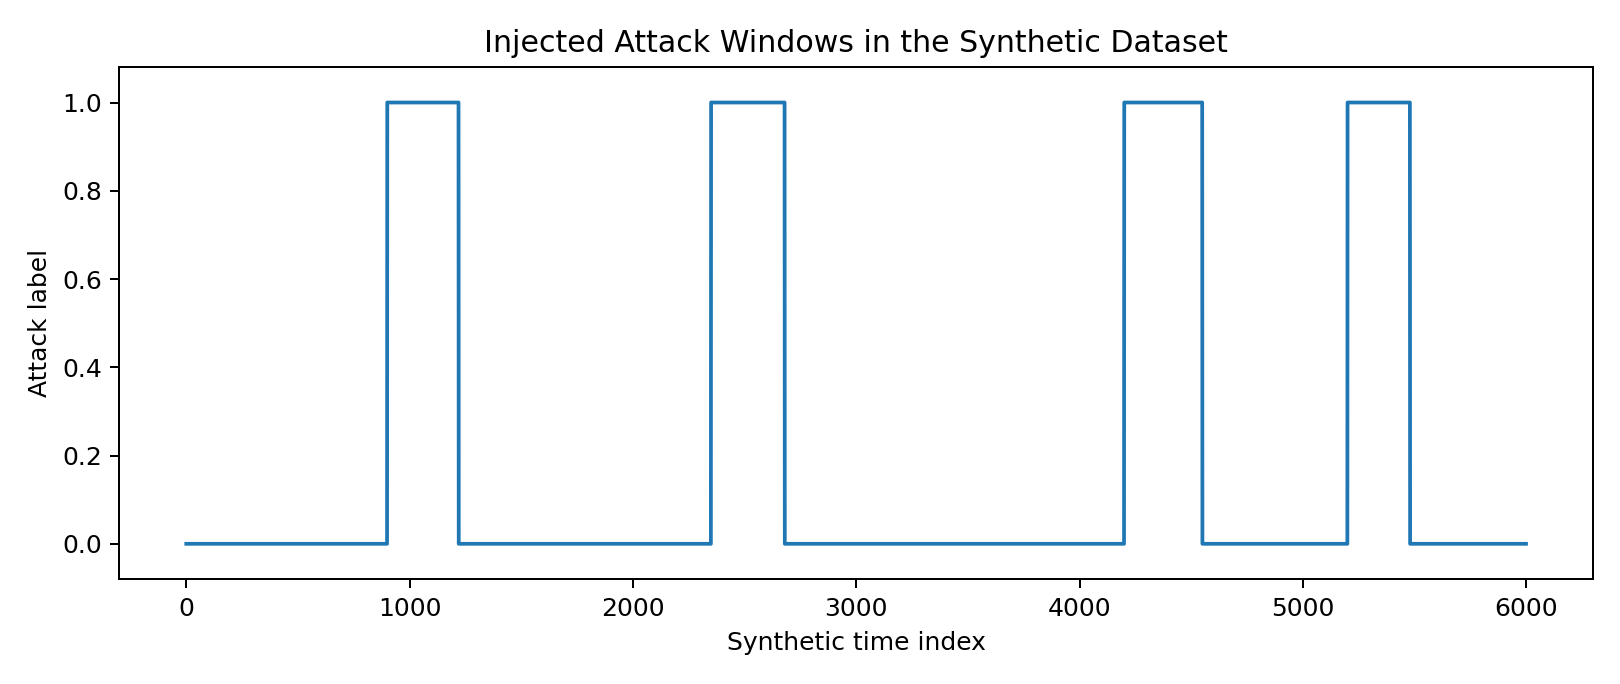 Injected Attack Windows in the Synthetic Dataset
1.0
0.8
0.6
0.4
0.2
0.0
Attack label
0 1000 2000 3000 4000 5000 6000
Synthetic time index